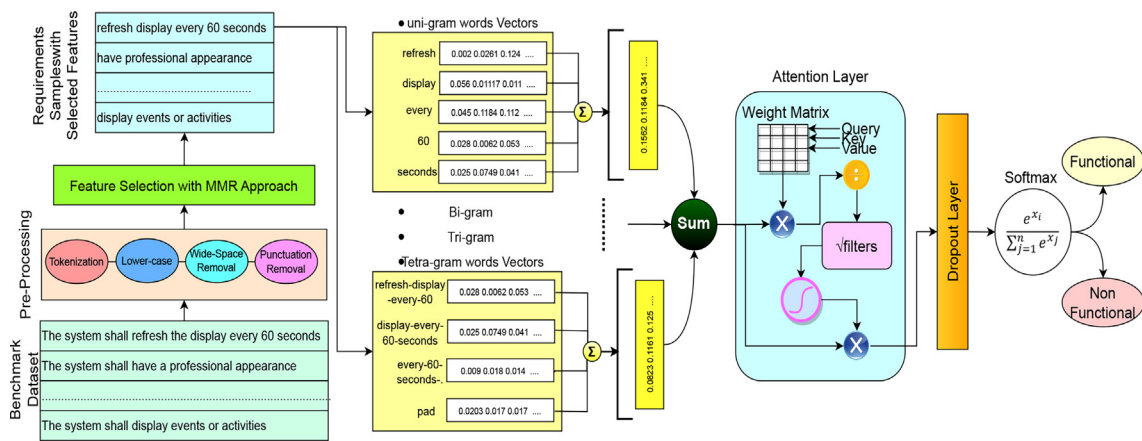 Requirements
Sampleswith
Selected Features
refresh display every 60 seconds
have professional appearance
...................................................
display events or activities
Feature Selection with MMR Approach
Pre-Processing
Tokenization
Lower-case
Wide-Space
Removal
Punctuation
Removal
Benchmark
Dataset
The system shall refresh the display every 60 seconds
The system shall have a professional appearance
...................................................
The system shall display events or activities
• uni-gram words Vectors
refresh
0.002 0.0261 0.124 ....
display
0.056 0.01117 0.011 ....
every
0.045 0.1184 0.112 ....
60
0.028 0.0062 0.053 ....
seconds
0.025 0.0749 0.041 ....
Σ
0.1562 0.1184 0.341 ....
• Bi-gram
• Tri-gram
• Tetra-gram words Vectors
refresh-display
-every-60
0.028 0.0062 0.053 ....
display-every-
60-seconds
0.025 0.0749 0.041 ....
every-60-
seconds-.
0.009 0.018 0.014 ....
pad
0.0203 0.017 0.017 ....
Σ
0.0823 0.1161 0.125 ....
Sum
Attention Layer
Weight Matrix
Query
Key
Value
X
:
√filters
∫
X
Dropout Layer
Softmax
e^{x_i}
∑_{j=1}^{n} e^{x_j}
Functional
Non
Functional